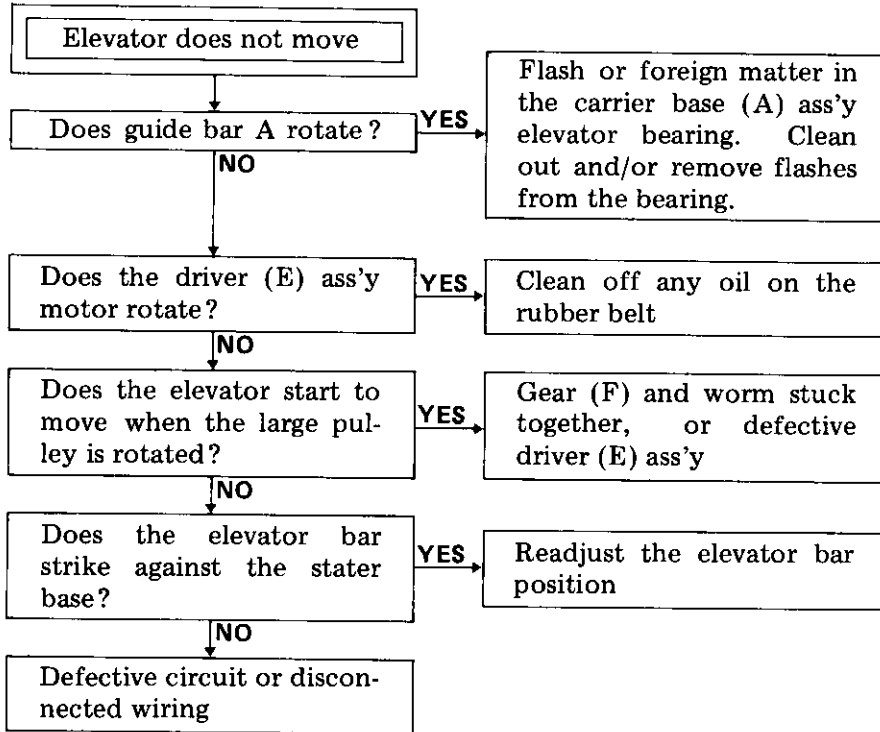 Elevator does not move
Does guide bar A rotate?
YES
Flash or foreign matter in
the carrier base (A) ass'y
elevator bearing. Clean
out and/or remove flashes
from the bearing.
NO
Does the driver (E) ass'y
motor rotate?
YES
Clean off any oil on the
rubber belt
NO
Does the elevator start to
move when the large pul-
ley is rotated?
YES
Gear (F) and worm stuck
together, or defective
driver (E) ass'y
NO
Does the elevator bar
strike against the stater
base?
YES
Readjust the elevator bar
position
NO
Defective circuit or discon-
nected wiring